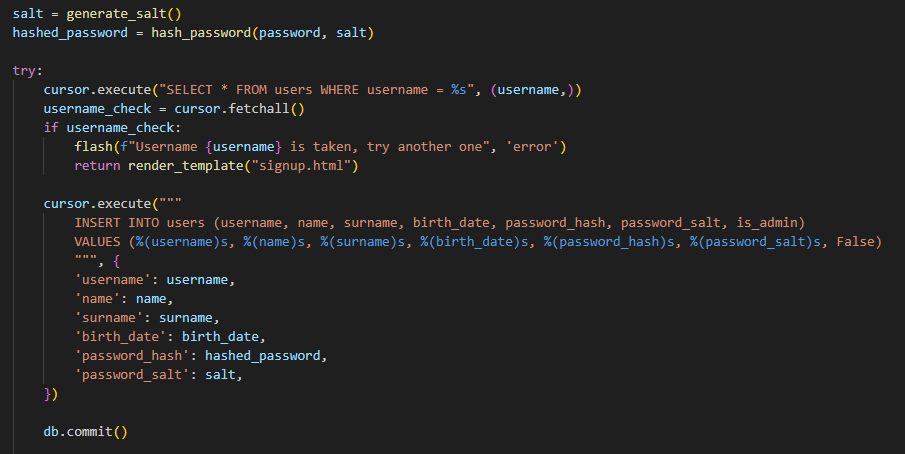 salt = generate_salt()
hashed_password = hash_password(password, salt)
try:
cursor.execute("SELECT * FROM users WHERE username = %s", (username,))
username_check = cursor.fetchall()
if username_check:
flash(f"Username {username} is taken, try another one", 'error')
return render_template("signup.html")
cursor.execute("""
INSERT INTO users (username, name, surname, birth_date, password_hash, password_salt, is_admin)
VALUES (%(username)s, %(name)s, %(surname)s, %(birth_date)s, %(password_hash)s, %(password_salt)s, False)
""", {
'username': username,
'name': name,
'surname': surname,
'birth_date': birth_date,
'password_hash': hashed_password,
'password_salt': salt,
})
db.commit()